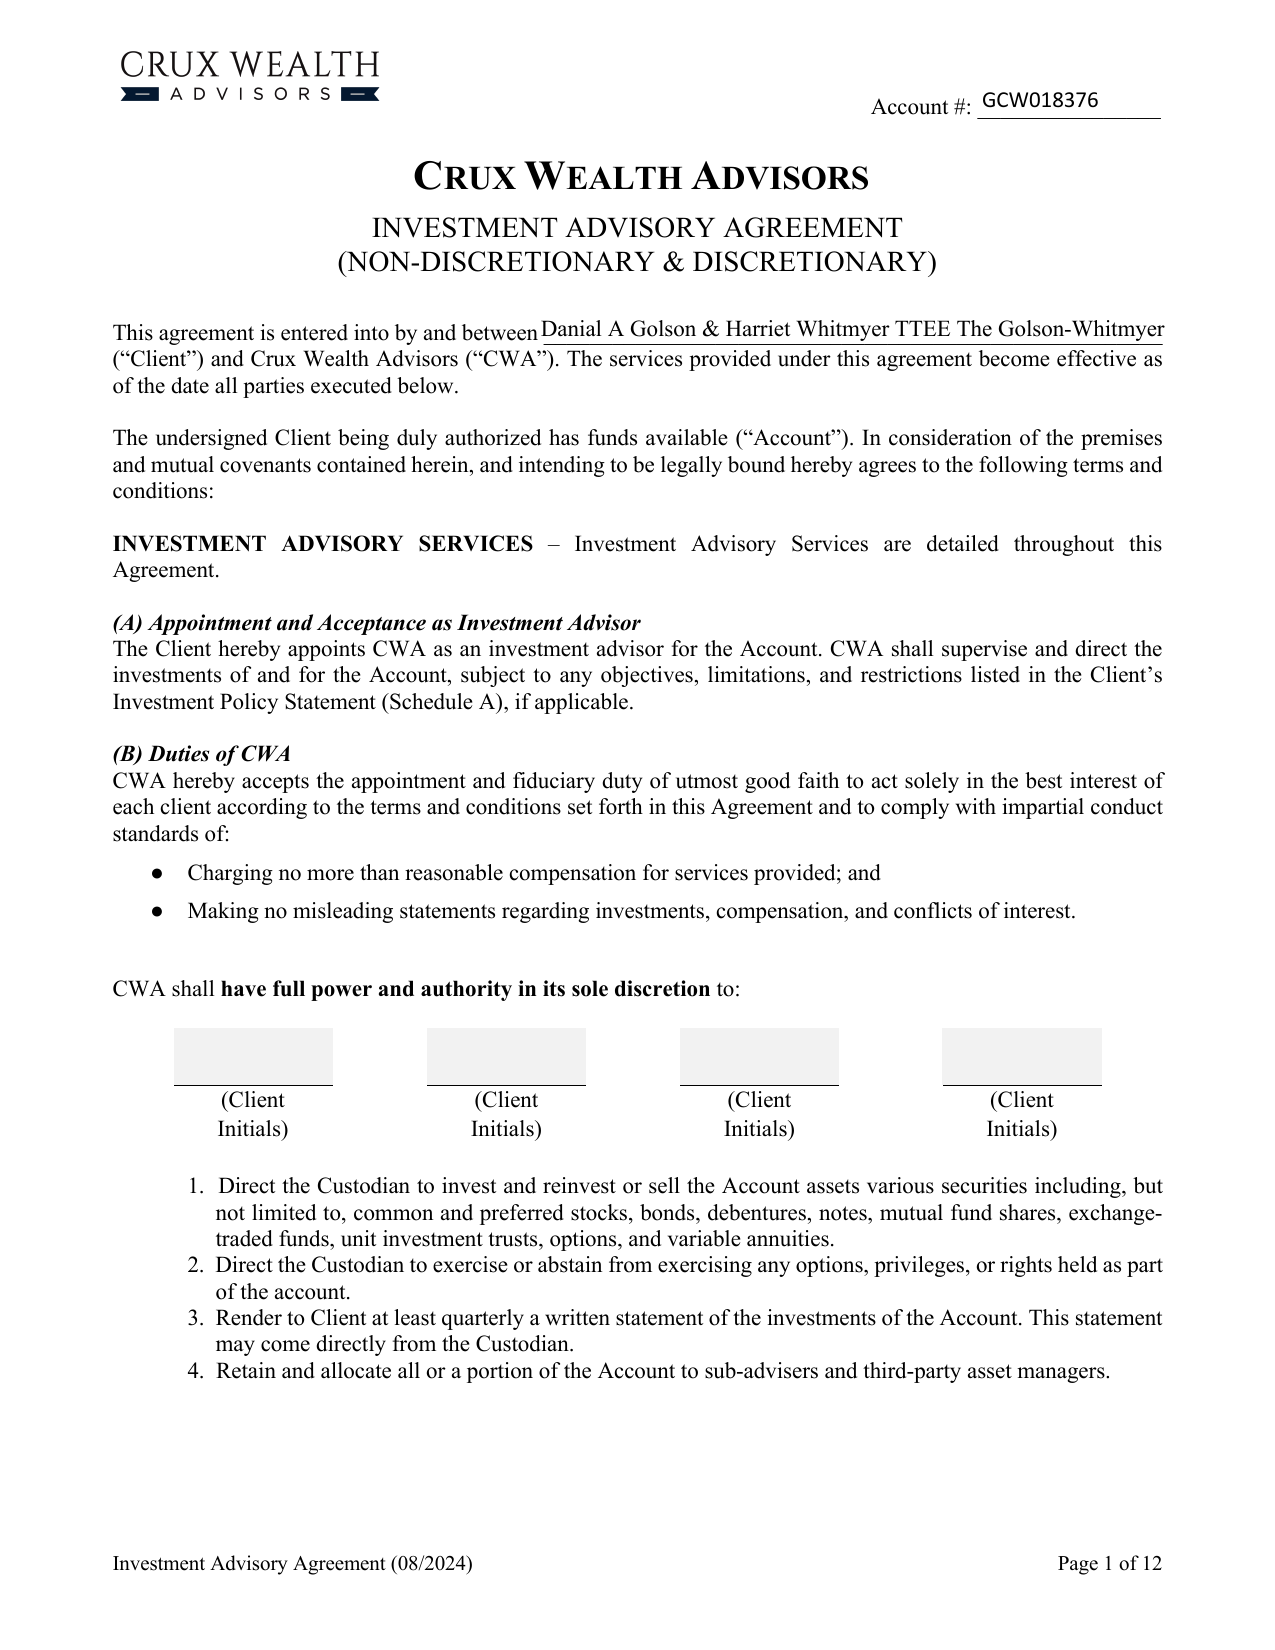 CRUX WEALTH
ADVISORS
Account #: GCW018376
CRUX WEALTH ADVISORS
INVESTMENT ADVISORY AGREEMENT
(NON-DISCRETIONARY & DISCRETIONARY)
This agreement is entered into by and between Danial A Golson & Harriet Whitmyer TTEE The Golson-Whitmyer
(“Client”) and Crux Wealth Advisors (“CWA”). The services provided under this agreement become effective as
of the date all parties executed below.
The undersigned Client being duly authorized has funds available (“Account”). In consideration of the premises
and mutual covenants contained herein, and intending to be legally bound hereby agrees to the following terms and
conditions:
INVESTMENT ADVISORY SERVICES – Investment Advisory Services are detailed throughout this
Agreement.
(A) Appointment and Acceptance as Investment Advisor
The Client hereby appoints CWA as an investment advisor for the Account. CWA shall supervise and direct the
investments of and for the Account, subject to any objectives, limitations, and restrictions listed in the Client’s
Investment Policy Statement (Schedule A), if applicable.
(B) Duties of CWA
CWA hereby accepts the appointment and fiduciary duty of utmost good faith to act solely in the best interest of
each client according to the terms and conditions set forth in this Agreement and to comply with impartial conduct
standards of:
● Charging no more than reasonable compensation for services provided; and
● Making no misleading statements regarding investments, compensation, and conflicts of interest.
CWA shall have full power and authority in its sole discretion to:
(Client (Client (Client (Client
Initials) Initials) Initials) Initials)
1. Direct the Custodian to invest and reinvest or sell the Account assets various securities including, but
not limited to, common and preferred stocks, bonds, debentures, notes, mutual fund shares, exchange-
traded funds, unit investment trusts, options, and variable annuities.
2. Direct the Custodian to exercise or abstain from exercising any options, privileges, or rights held as part
of the account.
3. Render to Client at least quarterly a written statement of the investments of the Account. This statement
may come directly from the Custodian.
4. Retain and allocate all or a portion of the Account to sub-advisers and third-party asset managers.
Investment Advisory Agreement (08/2024) Page 1 of 12